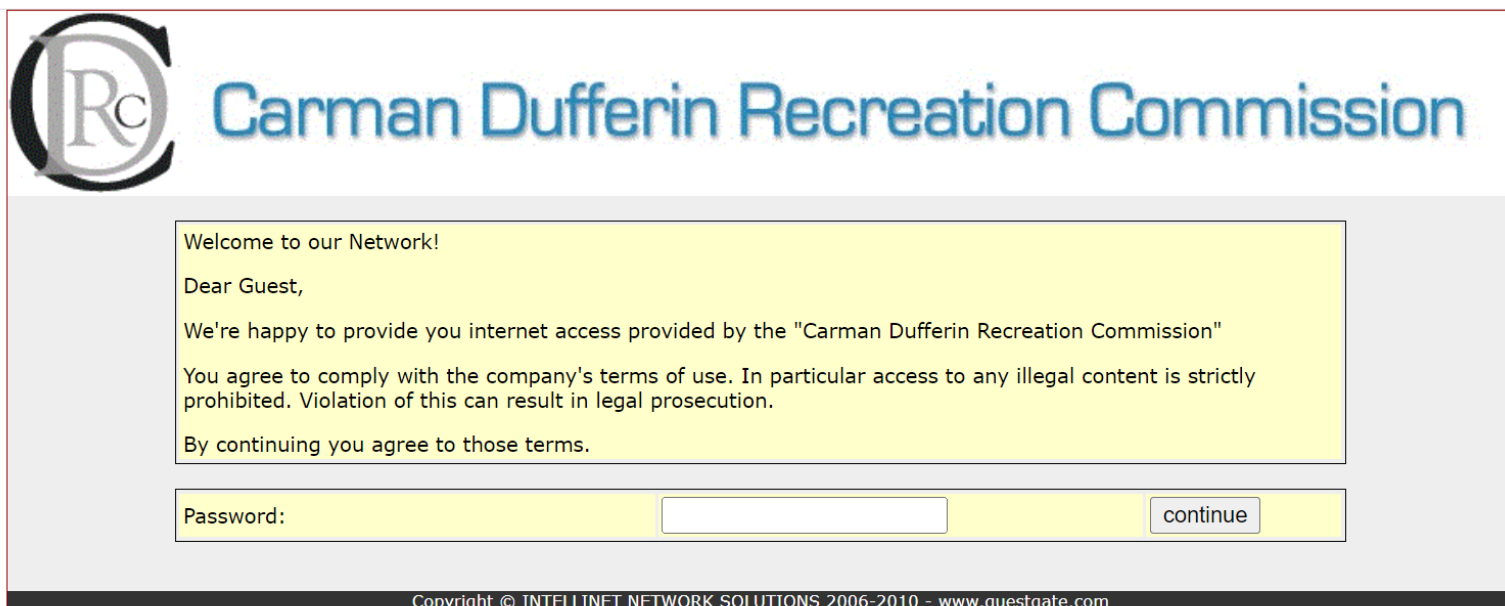 CDRC
Carman Dufferin Recreation Commission
Welcome to our Network!
Dear Guest,
We're happy to provide you internet access provided by the "Carman Dufferin Recreation Commission"
You agree to comply with the company's terms of use. In particular access to any illegal content is strictly
prohibited. Violation of this can result in legal prosecution.
By continuing you agree to those terms.
Password:
continue
Copyright © INTELLINET NETWORK SOLUTIONS 2006-2010 - www.guestgate.com